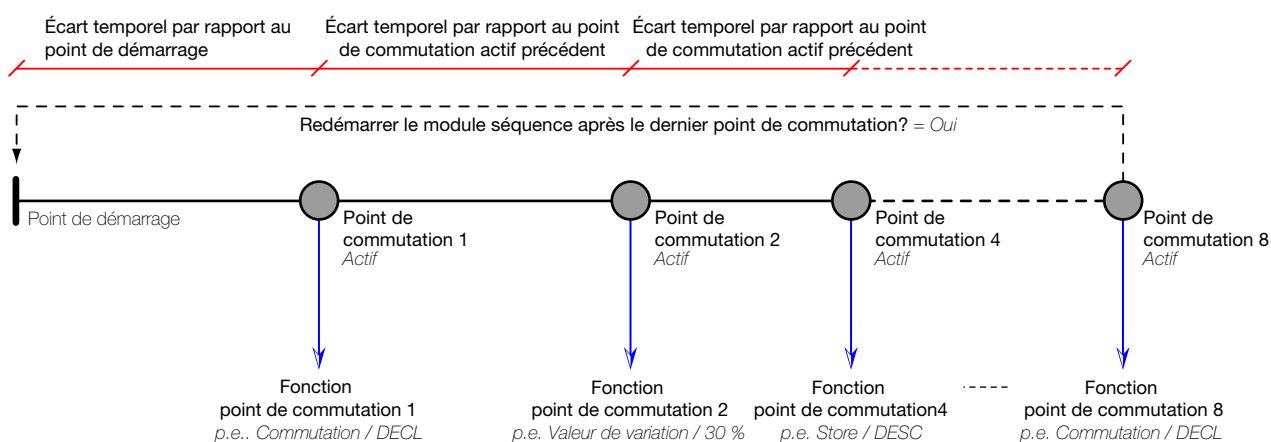 Écart temporel par rapport au
point de démarrage
Écart temporel par rapport au point
de commutation actif précédent
Écart temporel par rapport au point
de commutation actif précédent
Redémarrer le module séquence après le dernier point de commutation? = Oui
Point de démarrage
Point de
commutation 1
Actif
Point de
commutation 2
Actif
Point de
commutation 4
Actif
Point de
commutation 8
Actif
Fonction
point de commutation 1
p.e.. Commutation / DECL
Fonction
point de commutation 2
p.e. Valeur de variation / 30 %
Fonction
point de commutation4
p.e. Store / DESC
Fonction
point de commutation 8
p.e. Commutation / DECL